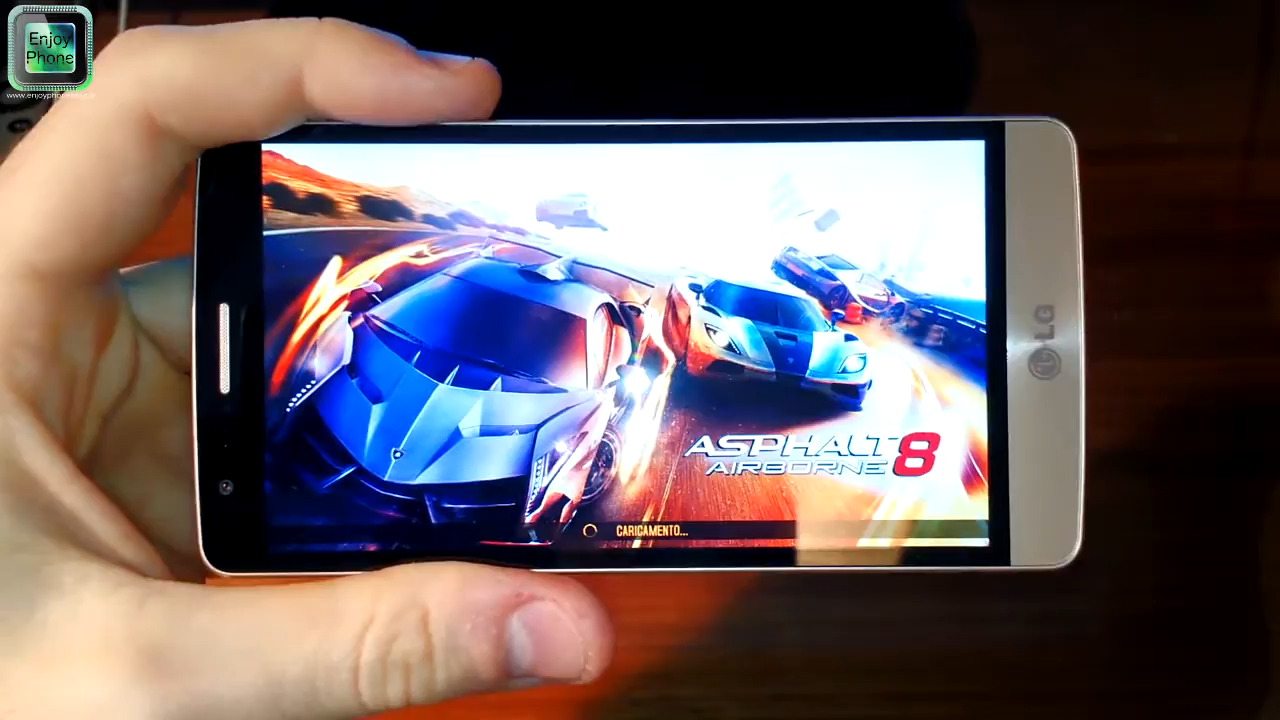 Enjoy
Phone
LG
ASPHALT 8
AIRBORNE
CARICAMENTO...